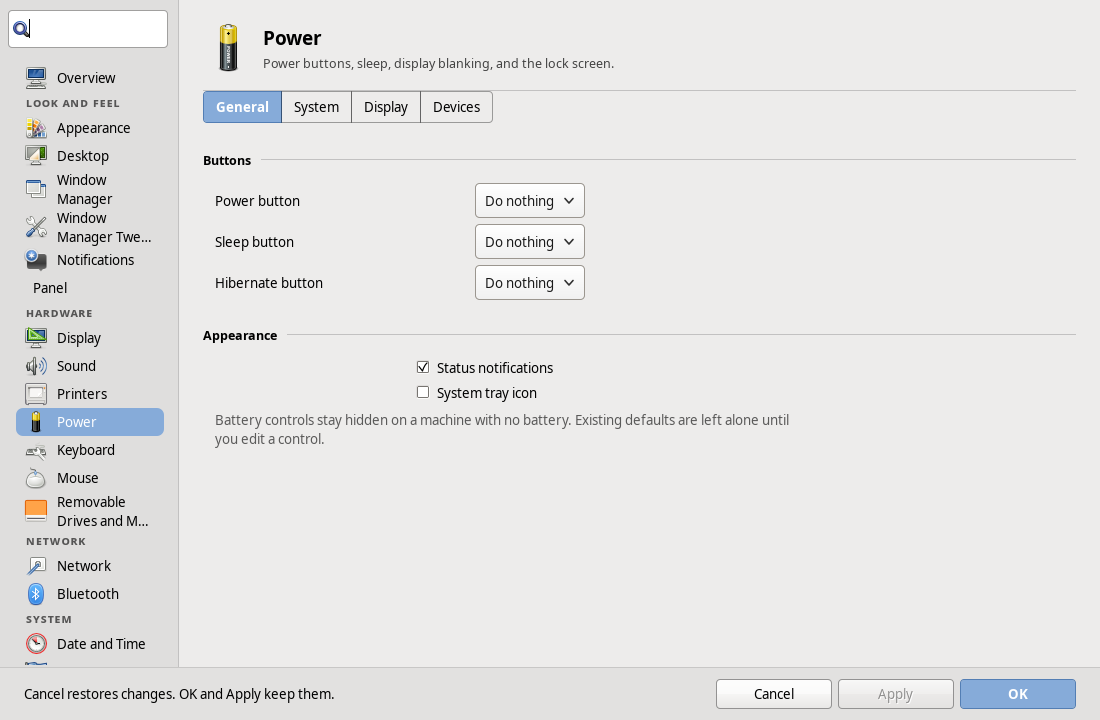 Overview
LOOK AND FEEL
Appearance
Desktop
Window
Manager
Window
Manager Twe...
Notifications
Panel
HARDWARE
Display
Sound
Printers
Power
Keyboard
Mouse
Removable
Drives and M...
NETWORK
Network
Bluetooth
SYSTEM
Date and Time
Power
Power buttons, sleep, display blanking, and the lock screen.
General System Display Devices
Buttons
Power button Do nothing
Sleep button Do nothing
Hibernate button Do nothing
Appearance
Status notifications
System tray icon
Battery controls stay hidden on a machine with no battery. Existing defaults are left alone until
you edit a control.
Cancel restores changes. OK and Apply keep them.
Cancel Apply OK